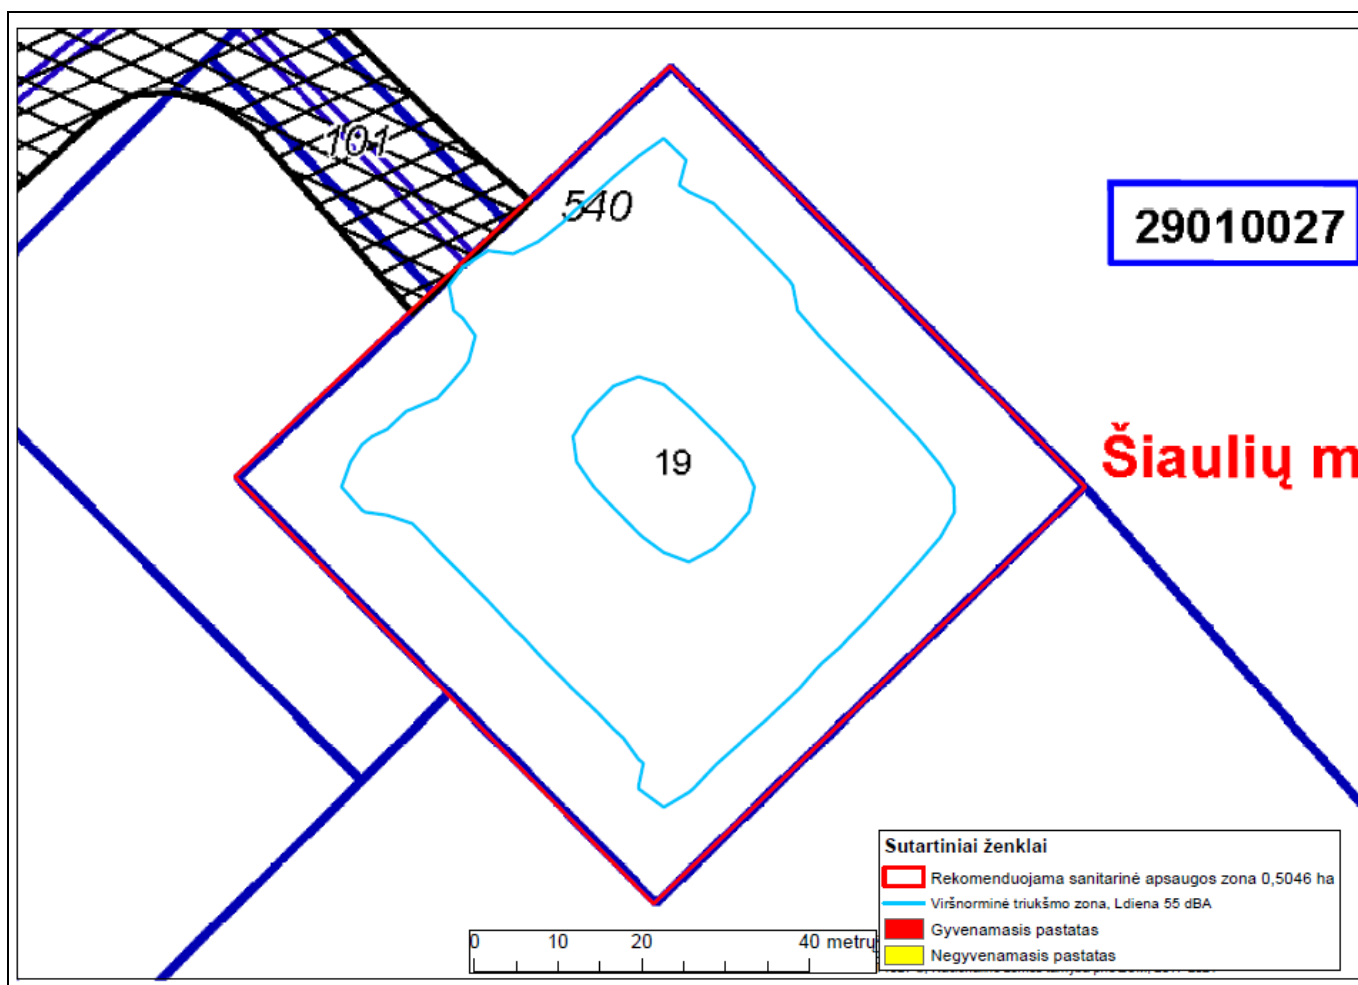 101
540
29010027
19
Šiaulių m
Sutartiniai ženklai
Rekomenduojama sanitarinė apsaugos zona 0,5046 ha
Viršnorminė triukšmo zona, Ldiena 55 dBA
Gyvenamasis pastatas
Negyvenamasis pastatas
0 10 20 40 metrų